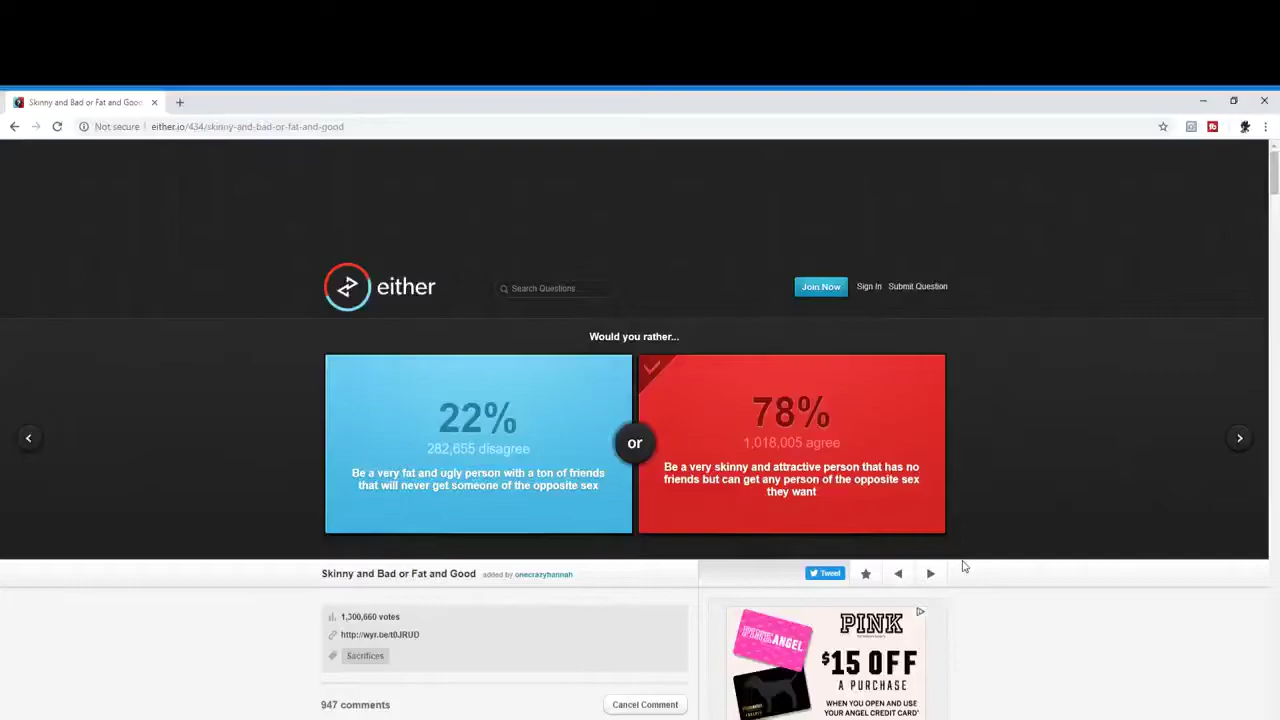 Skinny and Bad or Fat and Goo
Not secure
either.io/434/skinny-and-bad-or-fat-and-good
either
Search Questions...
Join Now
Sign In
Submit Question
Would you rather...
22%
282,655 disagree
Be a very fat and ugly person with a ton of friends
that will never get someone of the opposite sex
or
78%
1,018,005 agree
Be a very skinny and attractive person that has no
friends but can get any person of the opposite sex
they want
Skinny and Bad or Fat and Good
added by onecrazyhannah
Tweet
1,300,660 votes
http://wyr.be/t0JRUD
Sacrifices
947 comments
Cancel Comment
PINK ANGEL
PINK
$15 OFF
A PURCHASE
WHEN YOU OPEN AND USE
YOUR ANGEL CREDIT CARD*